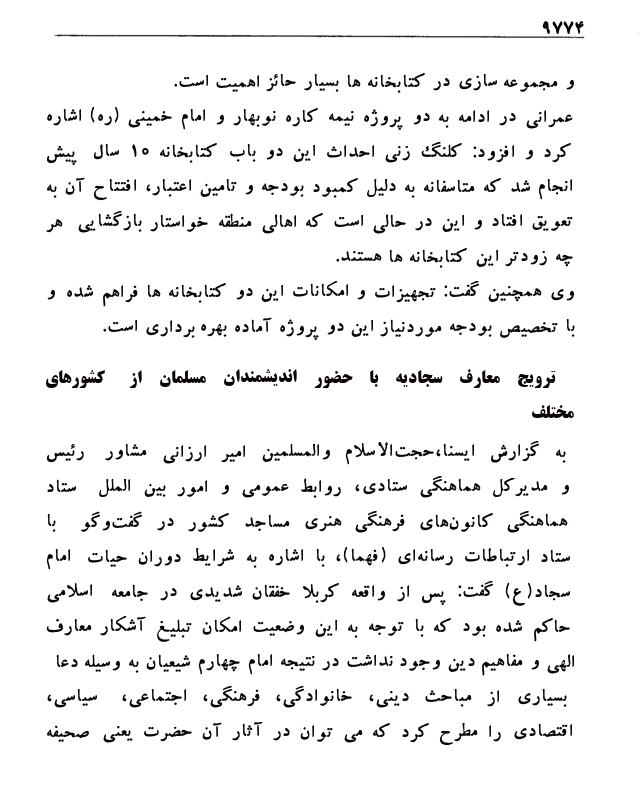 ۹۷۷۴
و مجموعه سازی در کتابخانه ها بسیار حائز اهمیت است.
عمرانی در ادامه به دو پروژه نیمه کاره نوبهار و امام خمینی (ره) اشاره
کرد و افزود: کلنگ زنی احداث این دو باب کتابخانه ۱۵ سال پیش
انجام شد که متاسفانه به دلیل کمبود بودجه و تامین اعتبار، افتتاح آن به
تعویق افتاد و این در حالی است که اهالی منطقه خواستار بازگشایی هر
چه زودتر این کتابخانه ها هستند.
وی همچنین گفت: تجهیزات و امکانات این دو کتابخانه ها فراهم شده و
با تخصیص بودجه موردنیاز این دو پروژه آماده بهره برداری است.
ترویج معارف سجادیه با حضور اندیشمندان مسلمان از کشورهای
مختلف
به گزارش ایسنا،حجت‌الاسلام والمسلمین امیر ارزانی مشاور رئیس
و مدیرکل هماهنگی ستادی، روابط عمومی و امور بین الملل ستاد
هماهنگی کانون‌های فرهنگی هنری مساجد کشور در گفت‌وگو با
ستاد ارتباطات رسانه‌ای (فهما)، با اشاره به شرایط دوران حیات امام
سجاد(ع) گفت: پس از واقعه کربلا خفقان شدیدی در جامعه اسلامی
حاکم شده بود که با توجه به این وضعیت امکان تبلیغ آشکار معارف
الهی و مفاهیم دین وجود نداشت در نتیجه امام چهارم شیعیان به وسیله دعا
بسیاری از مباحث دینی، خانوادگی، فرهنگی، اجتماعی، سیاسی،
اقتصادی را مطرح کرد که می توان در آثار آن حضرت یعنی صحیفه